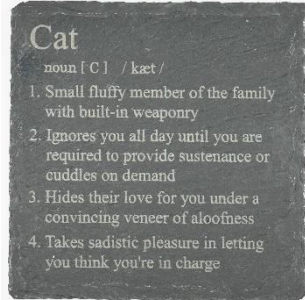 Cat
noun [ C ] / kæt /
1. Small fluffy member of the family
with built-in weaponry
2. Ignores you all day until you are
required to provide sustenance or
cuddles on demand
3. Hides their love for you under a
convincing veneer of aloofness
4. Takes sadistic pleasure in letting
you think you're in charge